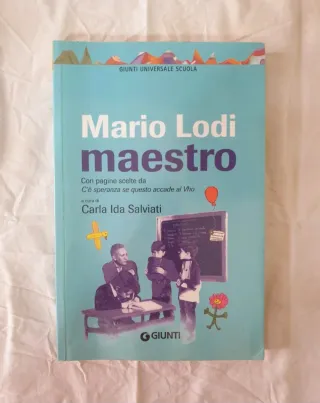 GIUNTI UNIVERSALE SCUOLA
Mario Lodi
maestro
Con pagine scelte da
C'è speranza se questo accade al Vho
a cura di
Carla Ida Salviati
GIUNTI